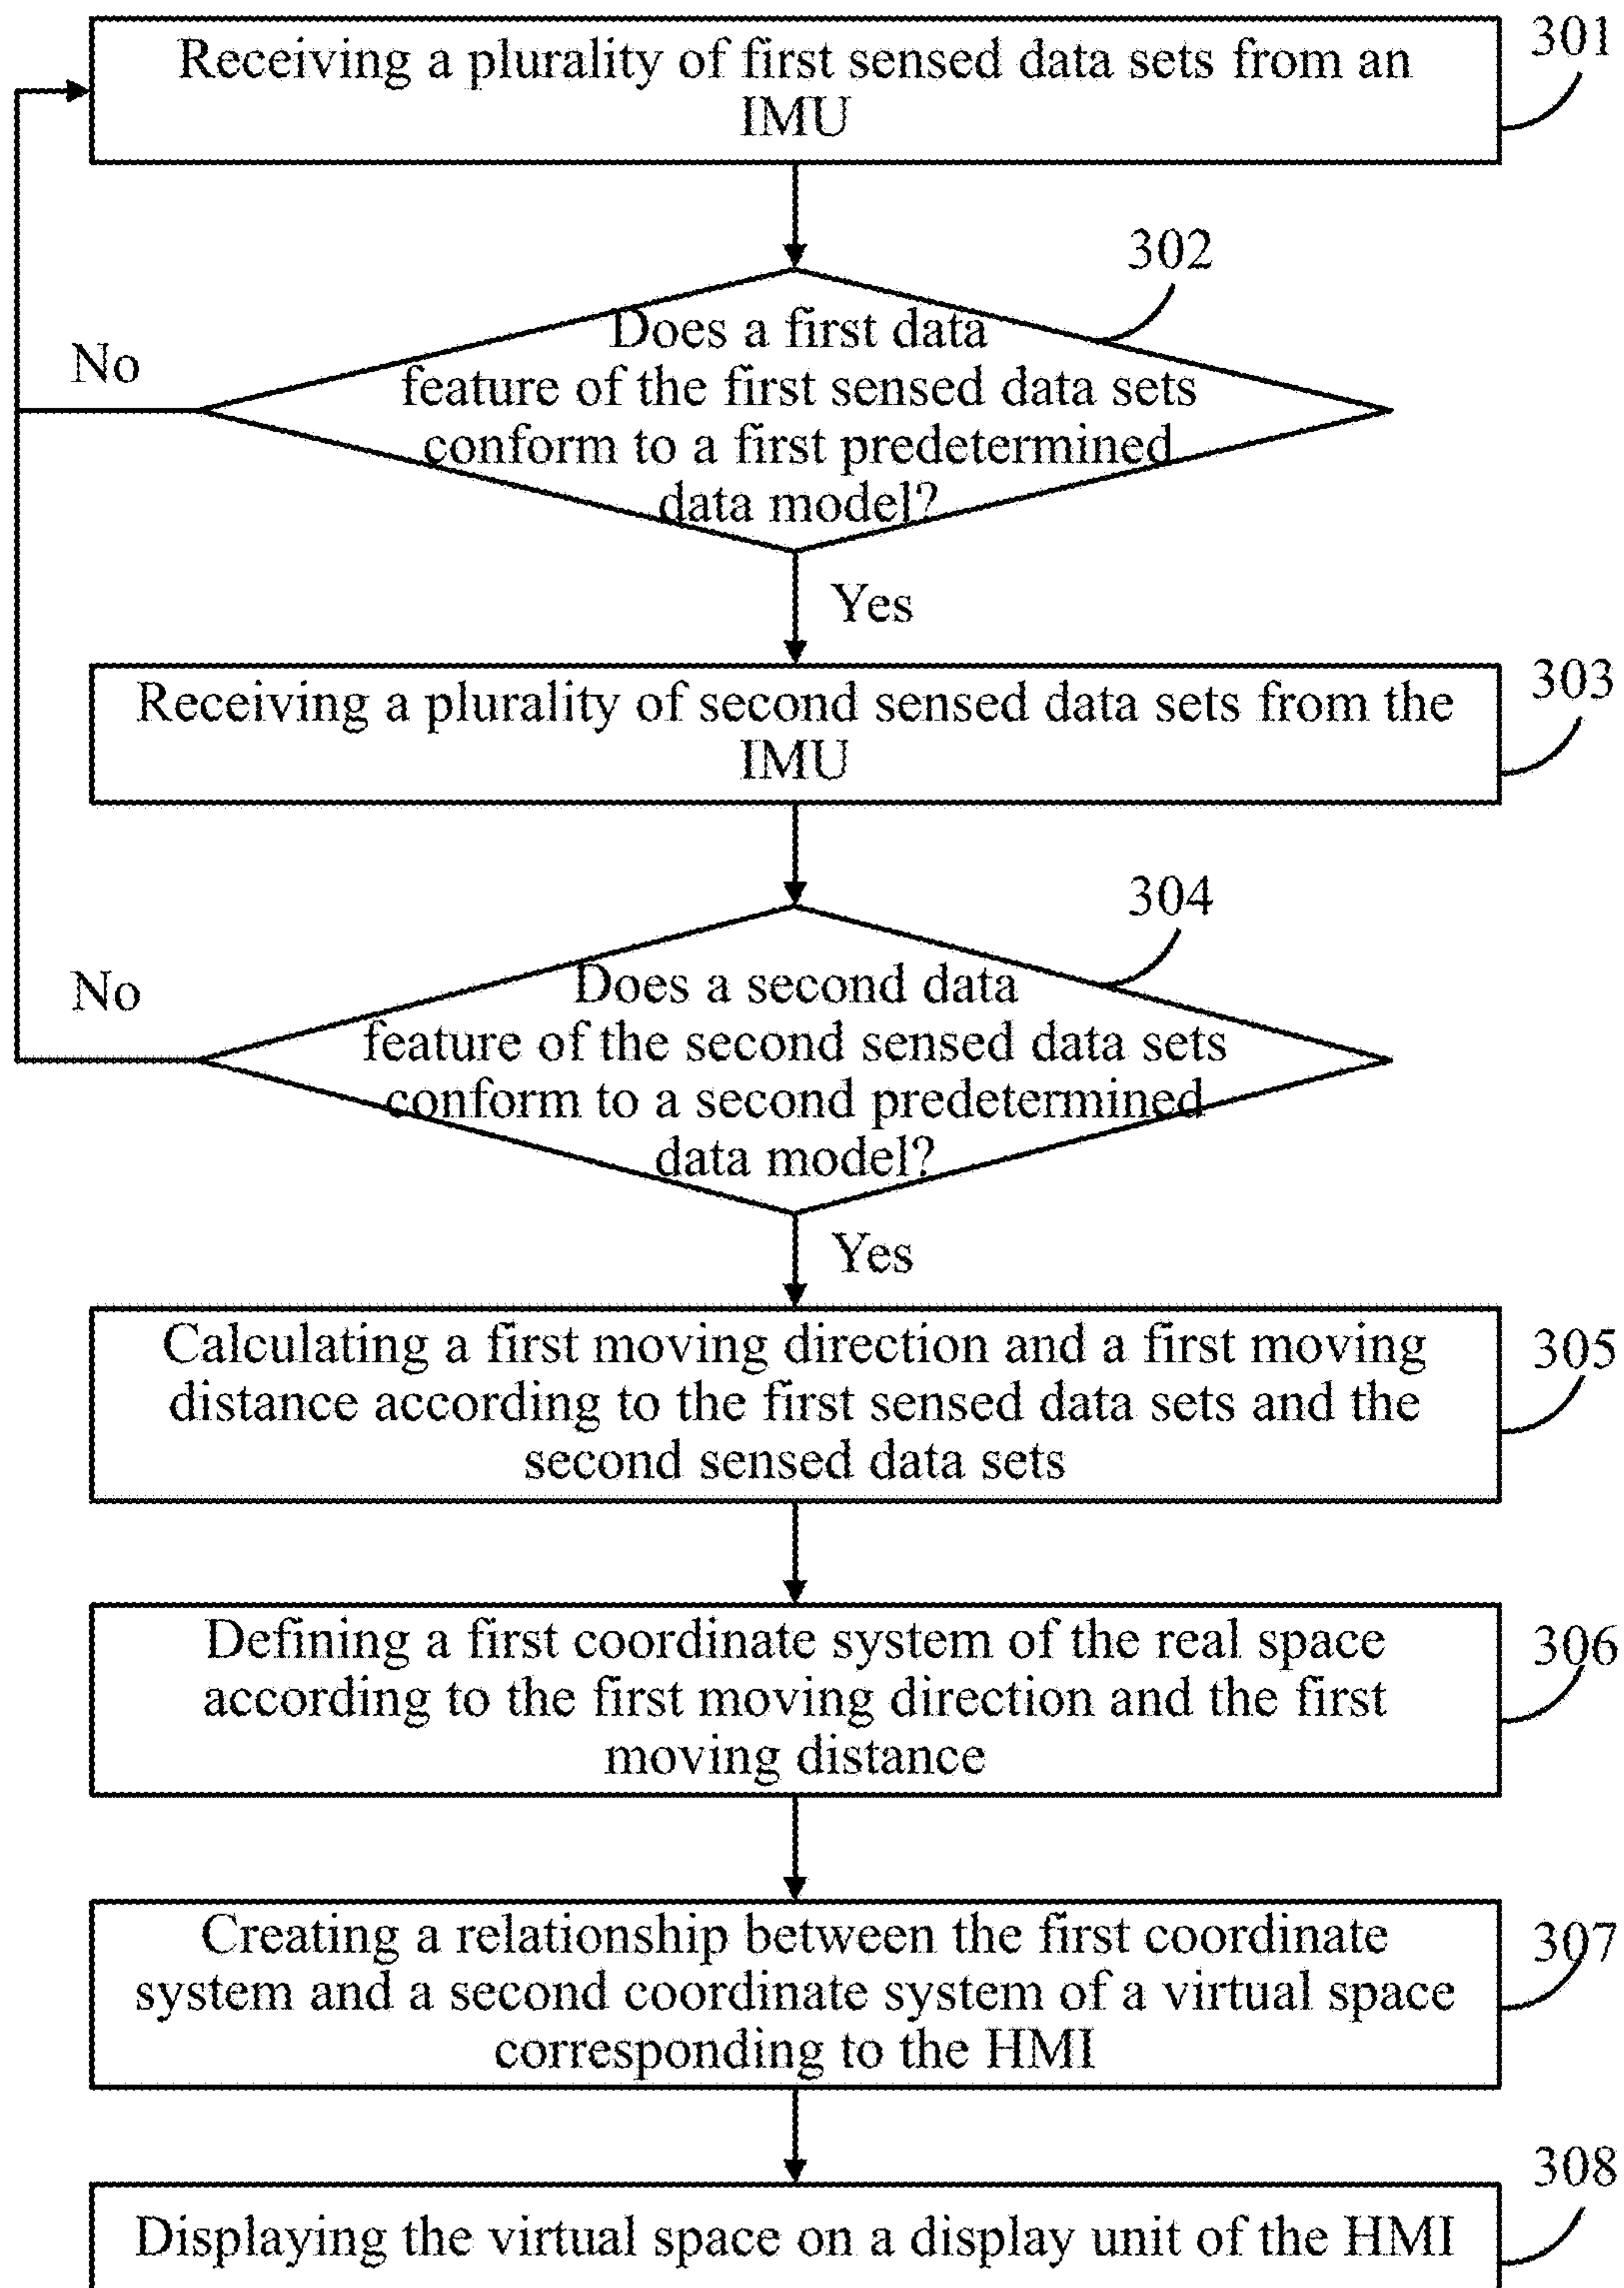 301
Receiving a plurality of first sensed data sets from an
IMU
302
Does a first data
feature of the first sensed data sets
conform to a first predetermined
data model?
No
Yes
303
Receiving a plurality of second sensed data sets from the
IMU
304
Does a second data
feature of the second sensed data sets
conform to a second predetermined
data model?
No
Yes
305
Calculating a first moving direction and a first moving
distance according to the first sensed data sets and the
second sensed data sets
306
Defining a first coordinate system of the real space
according to the first moving direction and the first
moving distance
307
Creating a relationship between the first coordinate
system and a second coordinate system of a virtual space
corresponding to the HMI
308
Displaying the virtual space on a display unit of the HMI